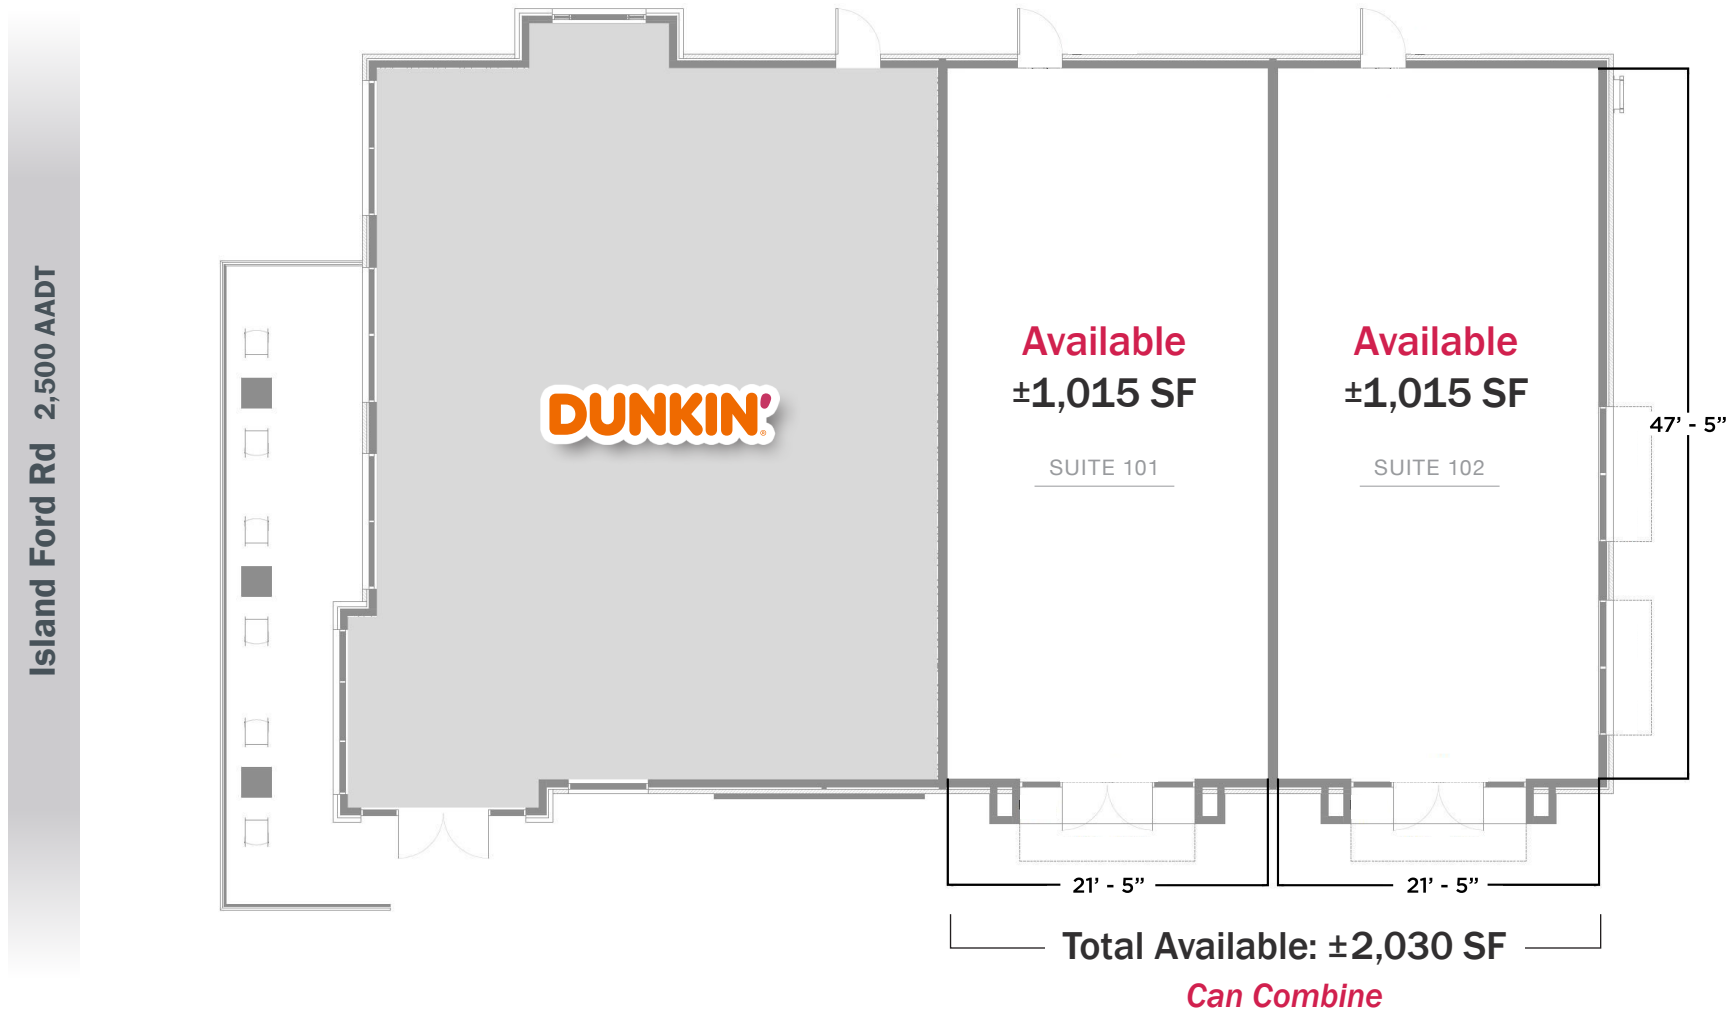 Island Ford Rd 2,500 AADT
DUNKIN'®
Available
±1,015 SF
SUITE 101
Available
±1,015 SF
SUITE 102
47’ - 5”
21’ - 5”
21’ - 5”
Total Available: ±2,030 SF
Can Combine